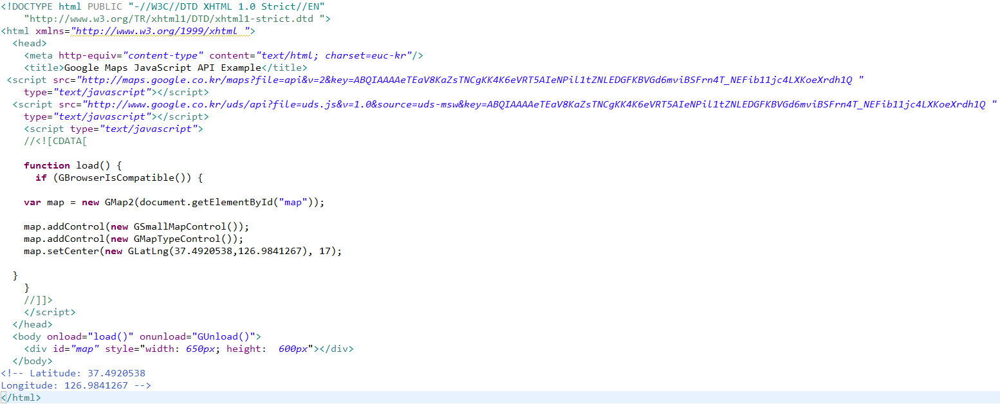 <!DOCTYPE html PUBLIC "-//W3C//DTD XHTML 1.0 Strict//EN"
"http://www.w3.org/TR/xhtml1/DTD/xhtml1-strict.dtd ">
<html xmlns="http://www.w3.org/1999/xhtml ">
<head>
<meta http-equiv="content-type" content="text/html; charset=euc-kr"/>
<title>Google Maps JavaScript API Example</title>
<script src="http://maps.google.co.kr/maps?file=api&v=2&key=ABQIAAAAeTEaV8KaZsTNCgKK4K6eVRT5AIeNPil1tZNLEDGFKBVGd6mviBSFrn4T_NEFib11jc4LXKoeXrdh1Q "
type="text/javascript"></script>
<script src="http://www.google.co.kr/uds/api?file=uds.js&v=1.0&source=uds-msw&key=ABQIAAAAeTEaV8KaZsTNCgKK4K6eVRT5AIeNPil1tZNLEDGFKBVGd6mviBSFrn4T_NEFib11jc4LXKoeXrdh1Q "
type="text/javascript"></script>
<script type="text/javascript">
//<![CDATA[
function load() {
if (GBrowserIsCompatible()) {
var map = new GMap2(document.getElementById("map"));
map.addControl(new GSmallMapControl());
map.addControl(new GMapTypeControl());
map.setCenter(new GLatLng(37.4920538,126.9841267), 17);
}
}
//]]>
</script>
</head>
<body onload="load()" onunload="GUnload()">
<div id="map" style="width: 650px; height:  600px"></div>
</body>
<!-- Latitude: 37.4920538
Longitude: 126.9841267 -->
</html>